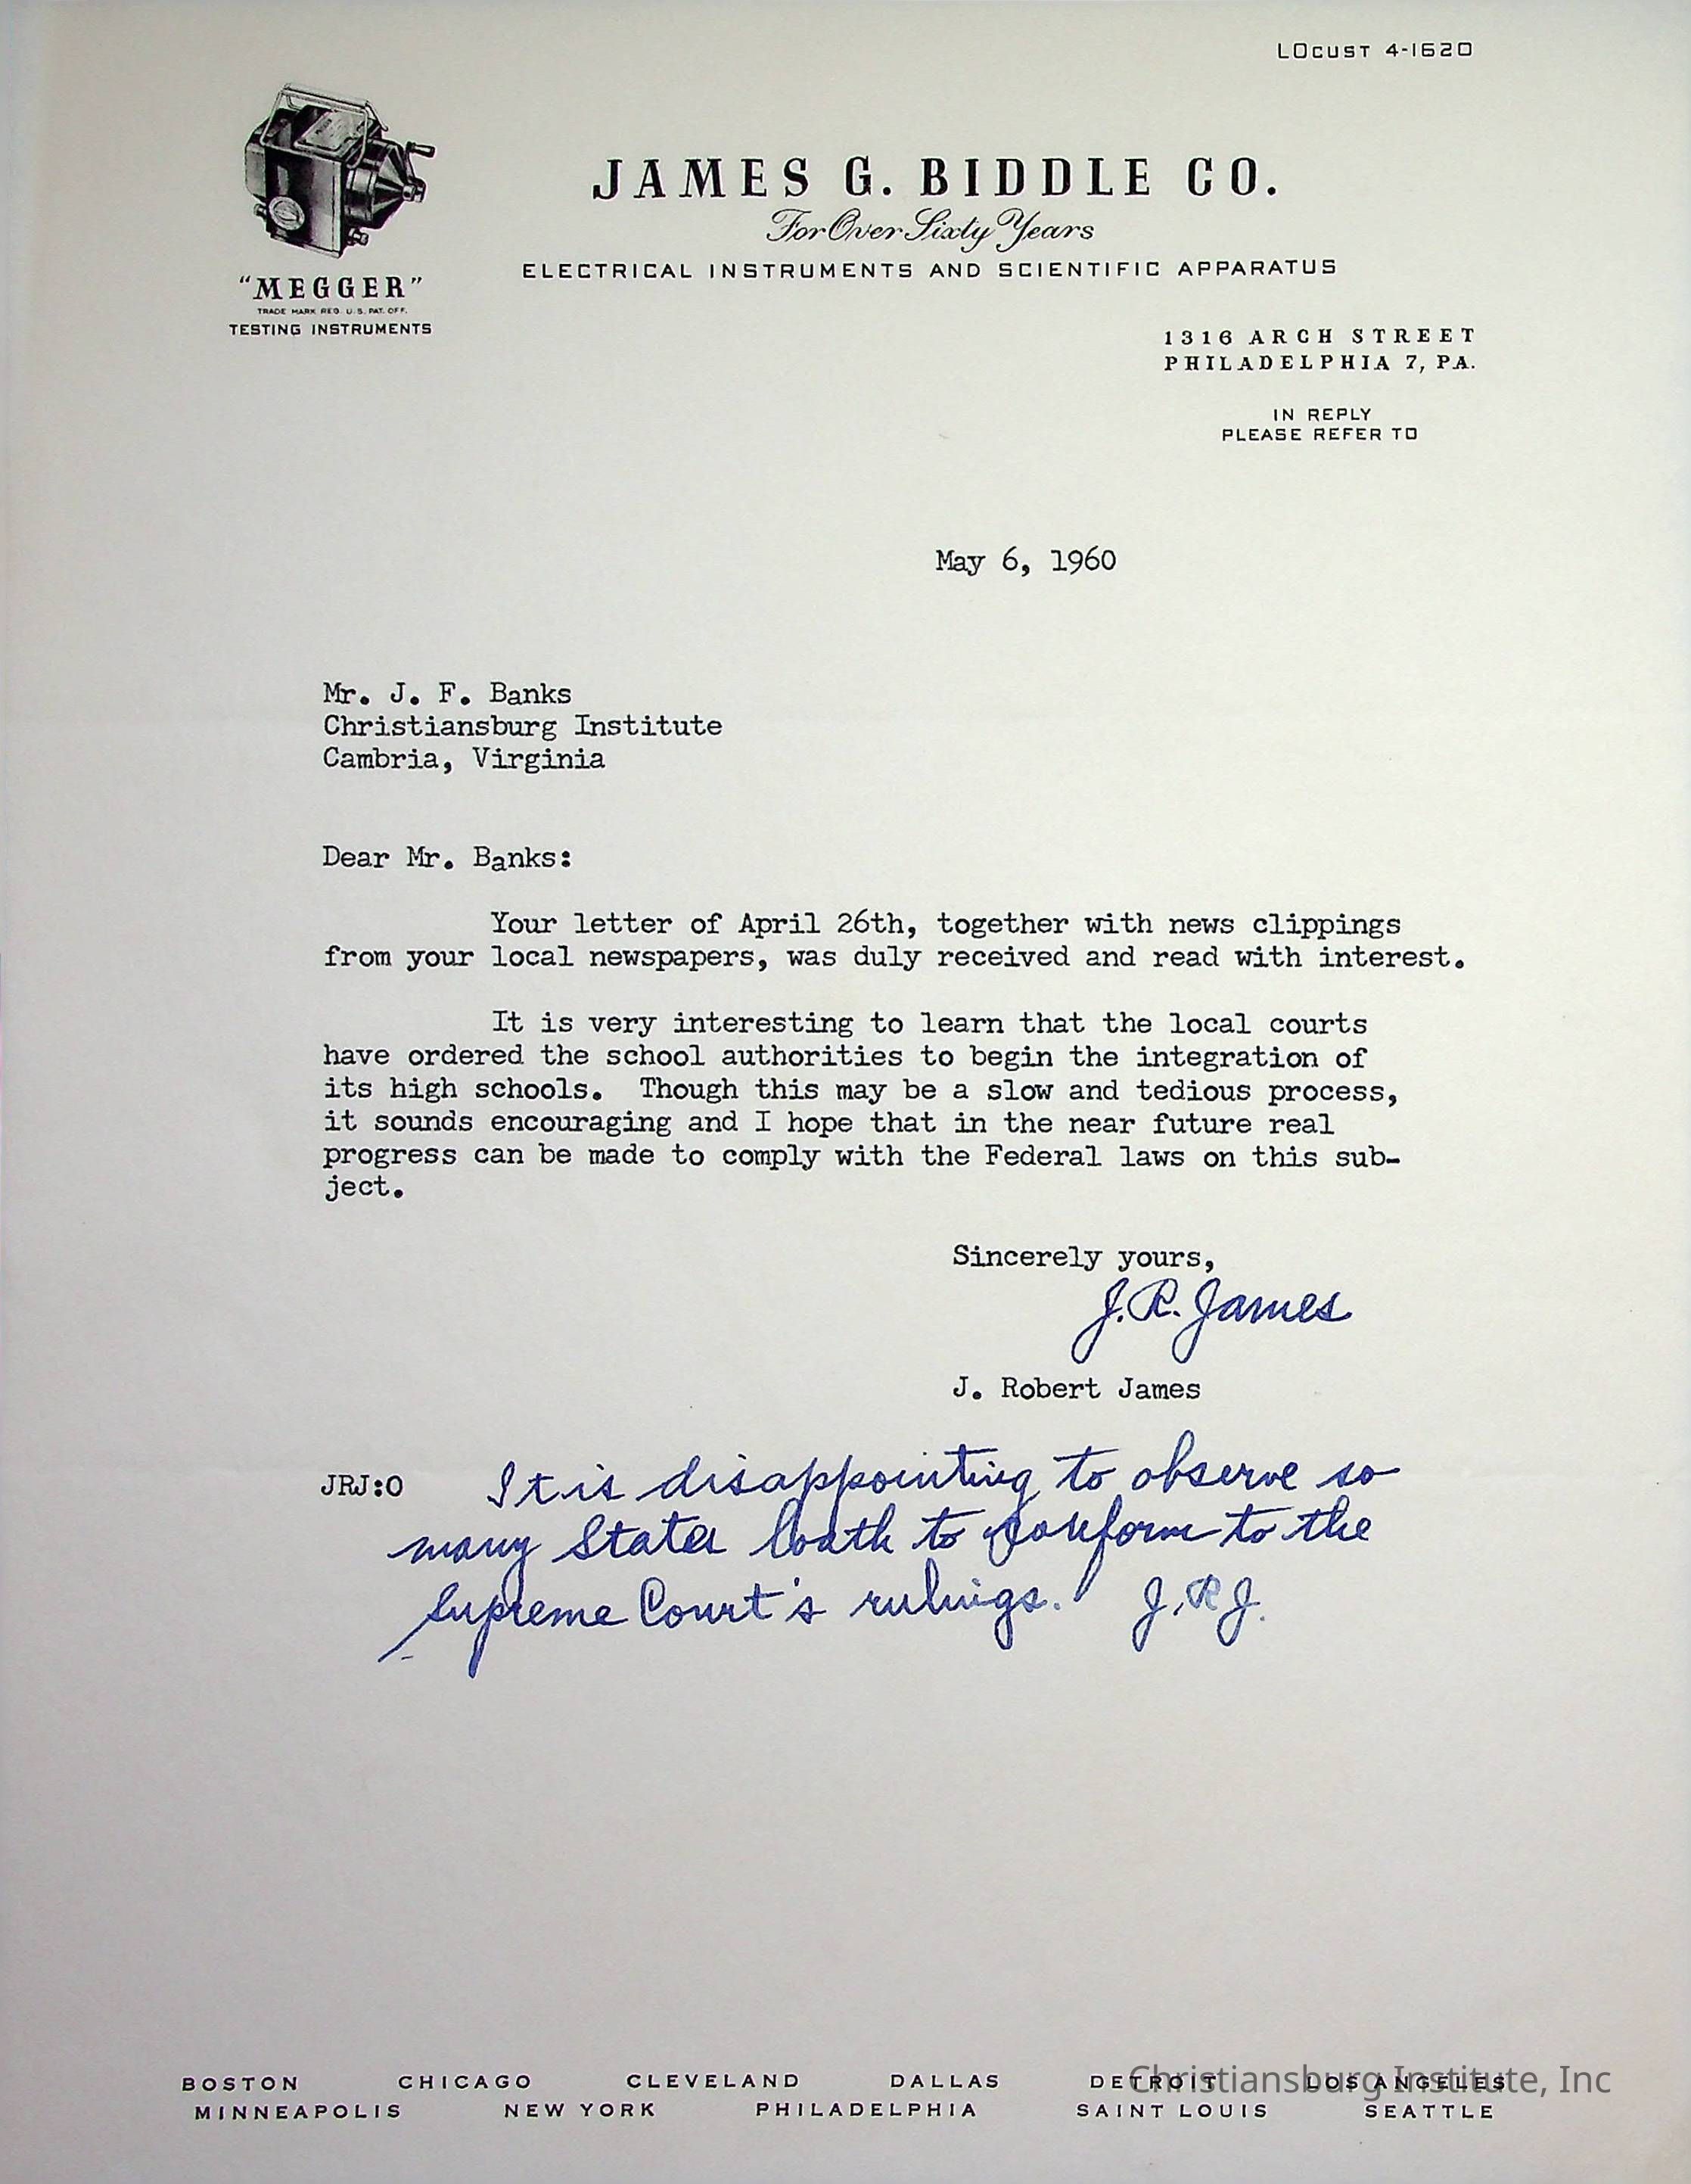 LOCUST 4-1620
JAMES G. BIDDLE CO.
For Over Sixty Years
ELECTRICAL INSTRUMENTS AND SCIENTIFIC APPARATUS
"MEGGER"
TRADE MARK REG. U.S. PAT. OFF.
TESTING INSTRUMENTS
1316 ARCH STREET
PHILADELPHIA 7, PA.
IN REPLY
PLEASE REFER TO
May 6, 1960
Mr. J. F. Banks
Christiansburg Institute
Cambria, Virginia
Dear Mr. Banks:
Your letter of April 26th, together with news clippings
from your local newspapers, was duly received and read with interest.
It is very interesting to learn that the local courts
have ordered the school authorities to begin the integration of
its high schools. Though this may be a slow and tedious process,
it sounds encouraging and I hope that in the near future real
progress can be made to comply with the Federal laws on this sub-
ject.
Sincerely yours,
J. R. James
J. Robert James
JRJ:O
It is disappointing to observe so
many States loath to conform to the
Supreme Court's rulings. J.R.J.
BOSTON CHICAGO CLEVELAND DALLAS DETROIT LOS ANGELES
MINNEAPOLIS NEW YORK PHILADELPHIA SAINT LOUIS SEATTLE
Christiansburg Institute, Inc